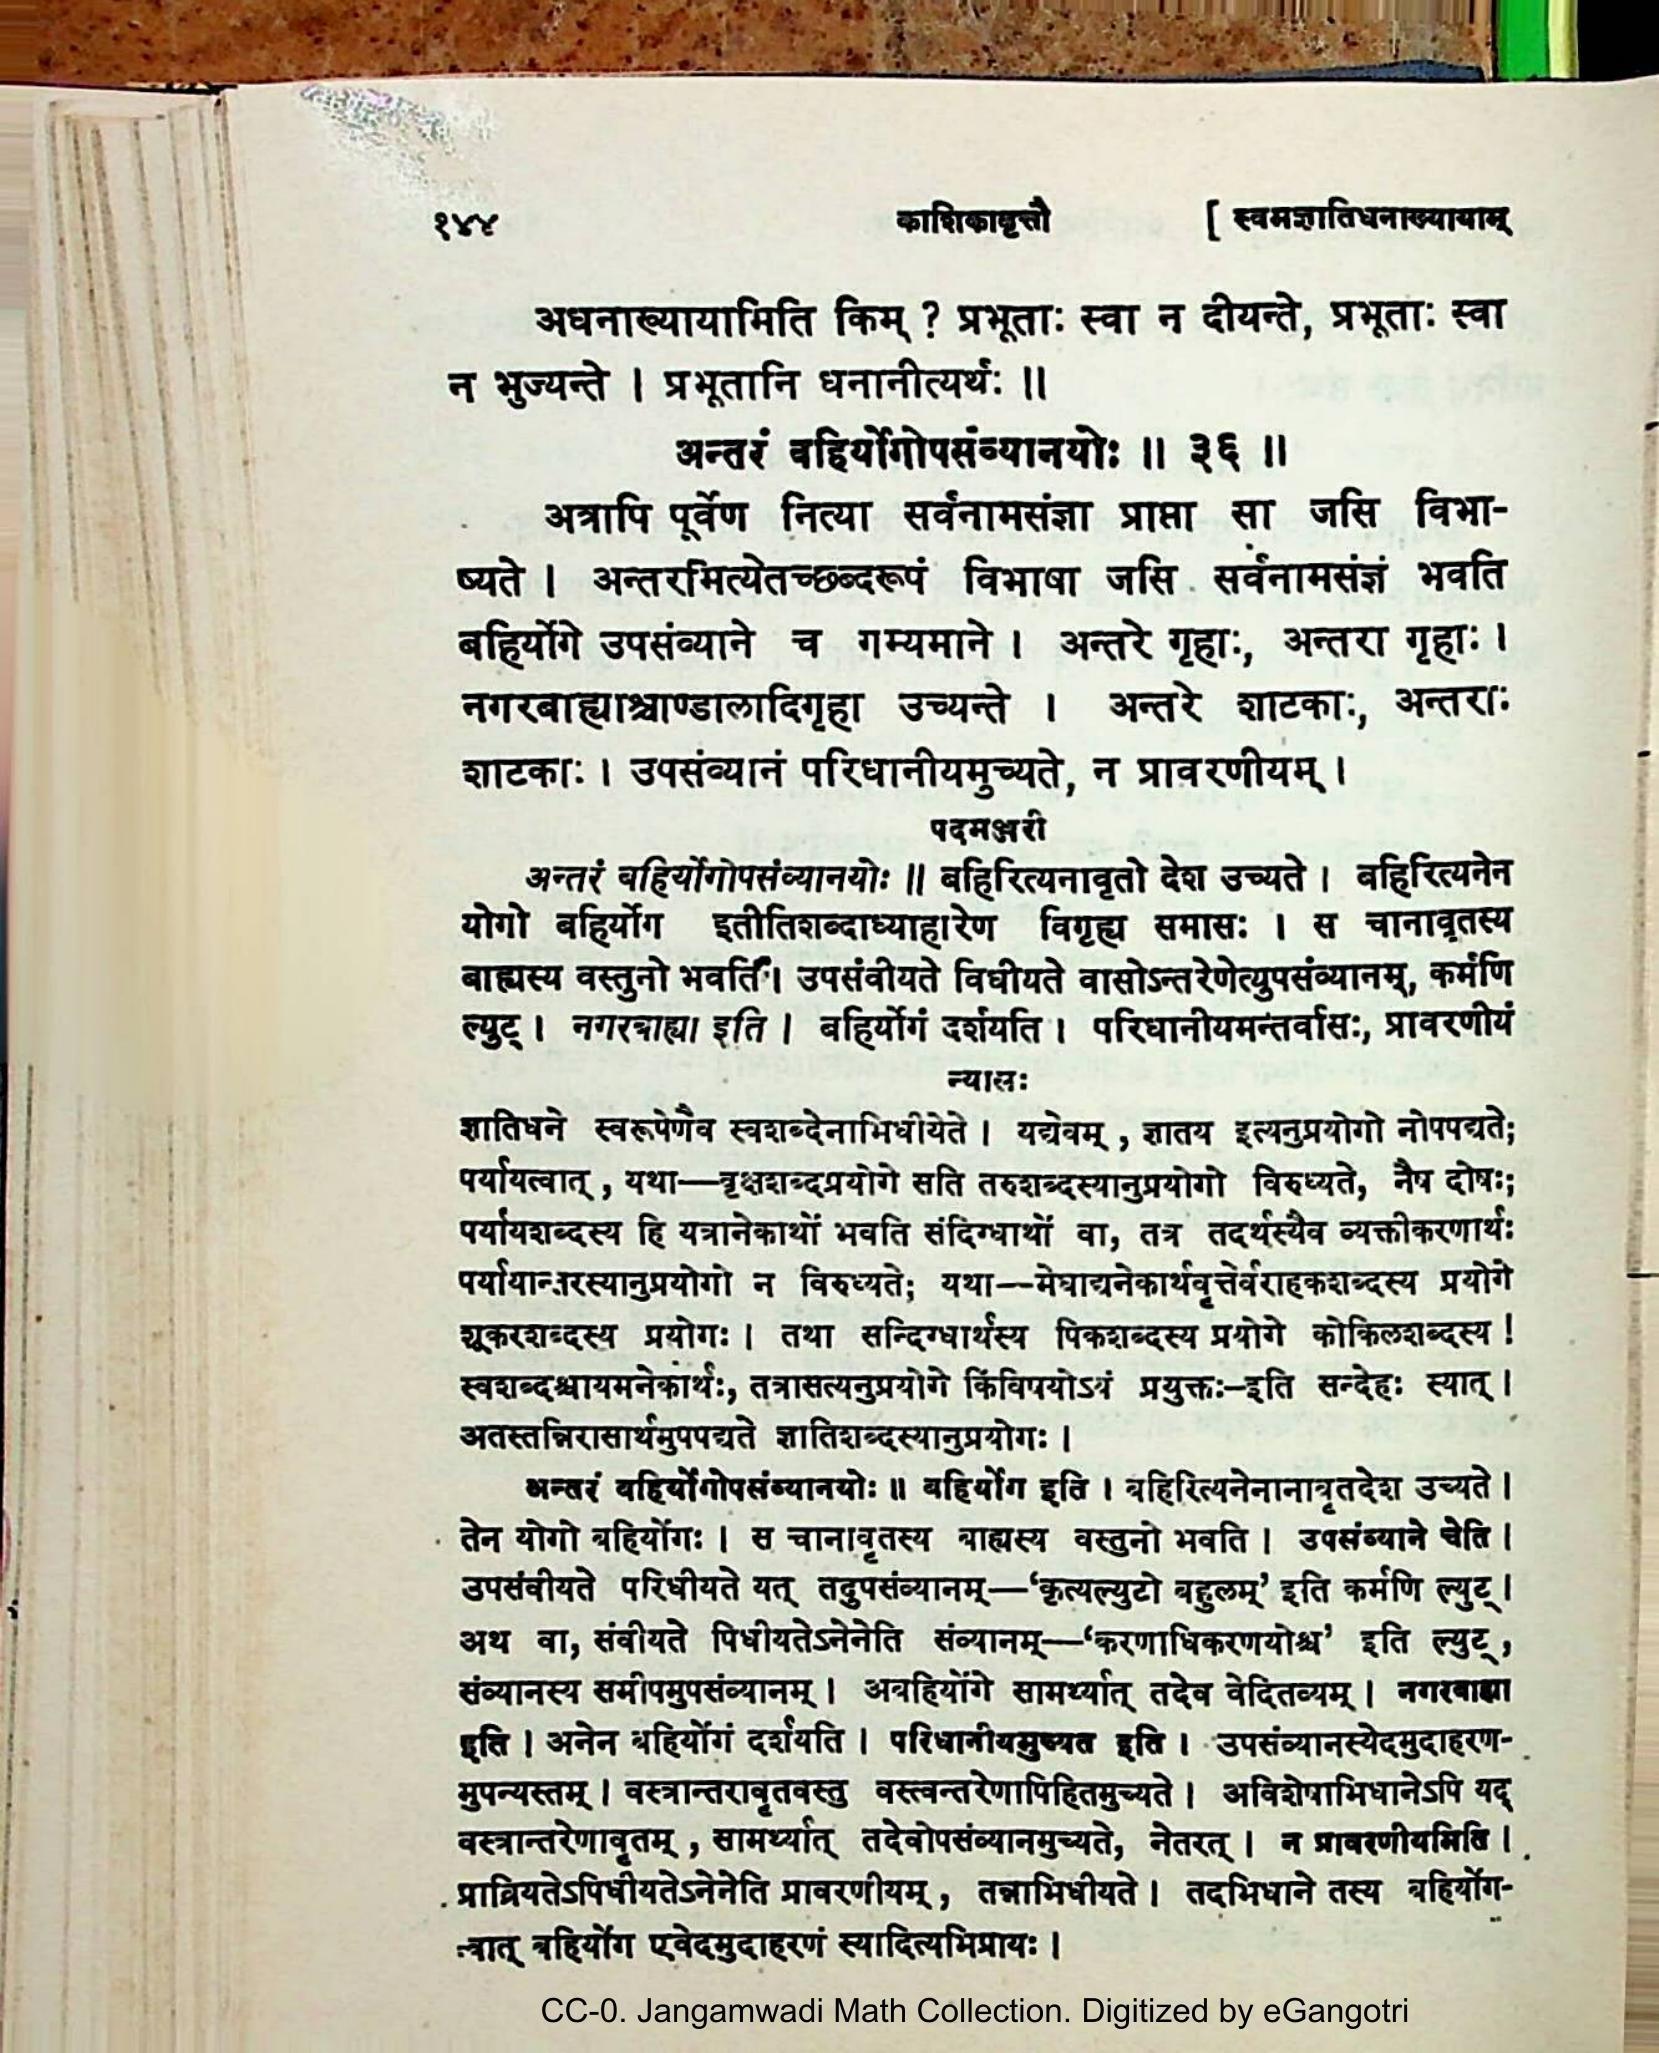 १४४ काशिकावृत्तौ [ स्वमज्ञातिधनाख्यायाम्
अधनाख्यायामिति किम् ? प्रभूताः स्वा न दीयन्ते, प्रभूताः स्वा
न भुज्यन्ते । प्रभूतानि धनानीत्यर्थः ॥
अन्तरं बहिर्योगोपसंव्यानयोः ॥ ३६ ॥
अत्रापि पूर्वेण नित्या सर्वनामसंज्ञा प्राप्ता सा जसि विभा-
ष्यते । अन्तरमित्येतच्छब्दरूपं विभाषा जसि सर्वनामसंज्ञं भवति
बहिर्योगे उपसंव्याने च गम्यमाने । अन्तरे गृहाः, अन्तरा गृहाः ।
नगरबाह्याश्चाण्डालादिगृहा उच्यन्ते । अन्तरे शाटकाः, अन्तराः
शाटकाः । उपसंव्यानं परिधानीयमुच्यते, न प्रावरणीयम् ।
पदमञ्जरी
अन्तरं बहिर्योगोपसंव्यानयोः ॥ बहिरित्यनावृतो देश उच्यते । बहिरित्यनेन
योगो बहिर्योग इतीतिशब्दाध्याहारेण विगृह्य समासः । स चानावृतस्य
बाह्यस्य वस्तुनो भवति । उपसंवीयते विधीयते वासोऽन्तरेणेत्युपसंव्यानम्, कर्मणि
ल्युट् । नगरबाह्या इति । बहिर्योगं दर्शयति । परिधानीयमन्तर्वासः, प्रावरणीयं
न्यासः
ज्ञातिधने स्वरूपेणैव स्वशब्देनाभिधीयेते । यद्येवम् , ज्ञातय इत्यनुप्रयोगो नोपपद्यते;
पर्यायत्वात् , यथा—वृक्षशब्दप्रयोगे सति तरुशब्दस्यानुप्रयोगो विरुध्यते, नैष दोषः;
पर्यायशब्दस्य हि यत्रानेकार्थो भवति संदिग्धार्थो वा, तत्र तदर्थस्यैव व्यक्तीकरणार्थः
पर्यायान्तरस्यानुप्रयोगो न विरुध्यते; यथा—मेघाद्यनेकार्थवृत्तेर्वराहकशब्दस्य प्रयोगे
शूकरशब्दस्य प्रयोगः । तथा सन्दिग्धार्थस्य पिकशब्दस्य प्रयोगे कोकिलशब्दस्य !
स्वशब्दश्चायमनेकार्थः, तत्रासत्यनुप्रयोगे किंविषयोऽयं प्रयुक्तः–इति सन्देहः स्यात् ।
अतस्तन्निरासार्थमुपपद्यते ज्ञातिशब्दस्यानुप्रयोगः ।
अन्तरं बहिर्योगोपसंव्यानयोः ॥ बहिर्योग इति । बहिरित्यनेनानावृतदेश उच्यते ।
तेन योगो बहिर्योगः । स चानावृतस्य बाह्यस्य वस्तुनो भवति । उपसंव्याने चेति ।
उपसंवीयते परिधीयते यत् तदुपसंव्यानम्—‘कृत्यल्युटो बहुलम्’ इति कर्मणि ल्युट् ।
अथ वा, संवीयते पिधीयतेऽनेनेति संव्यानम्—‘करणाधिकरणयोश्च’ इति ल्युट् ,
संव्यानस्य समीपमुपसंव्यानम् । अबहिर्योगे सामर्थ्यात् तदेव वेदितव्यम् । नगरबाह्या
इति । अनेन बहिर्योगं दर्शयति । परिधानीयमुच्यत इति । उपसंव्यानस्येदमुदाहरण-
मुपन्यस्तम् । वस्त्रान्तरावृतवस्तु वस्त्वन्तरेणापिहितमुच्यते । अविशेषाभिधानेऽपि यद्
वस्त्रान्तरेणावृतम् , सामर्थ्यात् तदेवोपसंव्यानमुच्यते, नेतरत् । न प्रावरणीयमिति ।
प्राव्रियतेऽपिधीयतेऽनेनेति प्रावरणीयम् , तन्नाभिधीयते । तदभिधाने तस्य बहिर्योग-
त्वात् बहिर्योग एवेदमुदाहरणं स्यादित्यभिप्रायः ।
CC-0. Jangamwadi Math Collection. Digitized by eGangotri